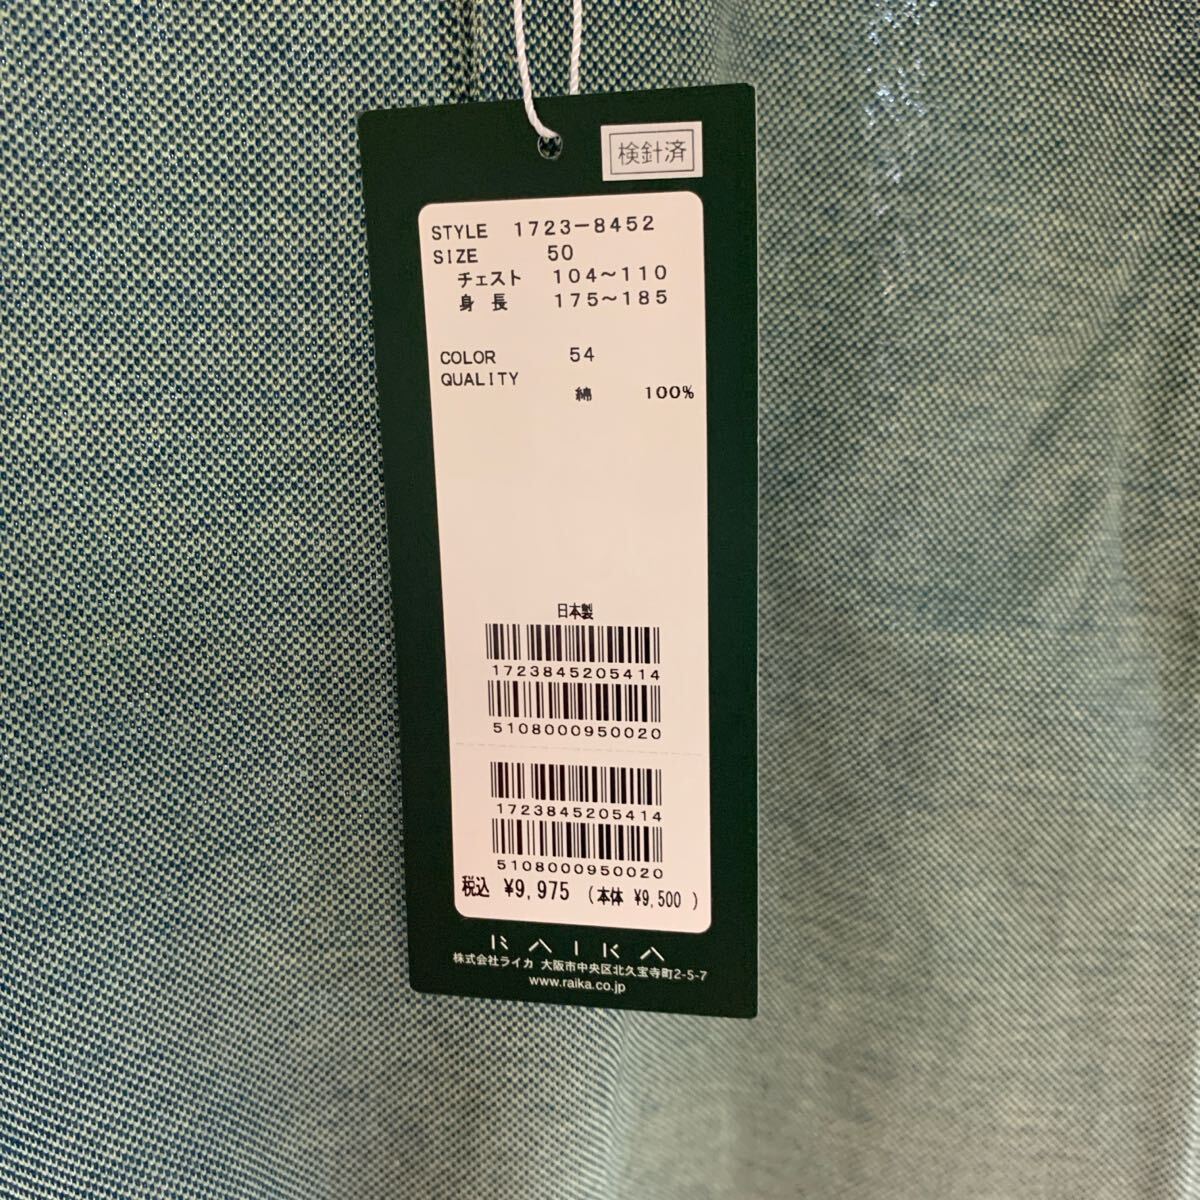 検針済
STYLE 1723-8452
SIZE 50
チェスト 104~110
身長 175~185
COLOR 54
QUALITY
綿 100%
日本製
1723845205414
5108000950020
1723845205414
5108000950020
税込 ¥9,975 (本体 ¥9,500 )
RAIKA
株式会社ライカ 大阪市中央区北久宝寺町2-5-7
www.raika.co.jp